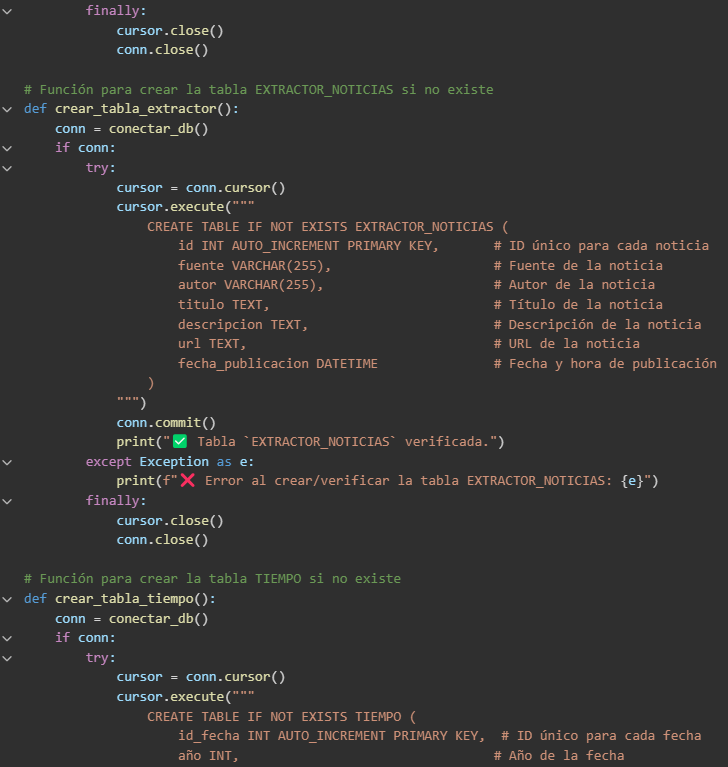 finally:
cursor.close()
conn.close()
# Función para crear la tabla EXTRACTOR_NOTICIAS si no existe
def crear_tabla_extractor():
conn = conectar_db()
if conn:
try:
cursor = conn.cursor()
cursor.execute("""
CREATE TABLE IF NOT EXISTS EXTRACTOR_NOTICIAS (
id INT AUTO_INCREMENT PRIMARY KEY, # ID único para cada noticia
fuente VARCHAR(255), # Fuente de la noticia
autor VARCHAR(255), # Autor de la noticia
titulo TEXT, # Título de la noticia
descripcion TEXT, # Descripción de la noticia
url TEXT, # URL de la noticia
fecha_publicacion DATETIME # Fecha y hora de publicación
)
""")
conn.commit()
print("✅ Tabla `EXTRACTOR_NOTICIAS` verificada.")
except Exception as e:
print(f"❌ Error al crear/verificar la tabla EXTRACTOR_NOTICIAS: {e}")
finally:
cursor.close()
conn.close()
# Función para crear la tabla TIEMPO si no existe
def crear_tabla_tiempo():
conn = conectar_db()
if conn:
try:
cursor = conn.cursor()
cursor.execute("""
CREATE TABLE IF NOT EXISTS TIEMPO (
id_fecha INT AUTO_INCREMENT PRIMARY KEY, # ID único para cada fecha
año INT, # Año de la fecha